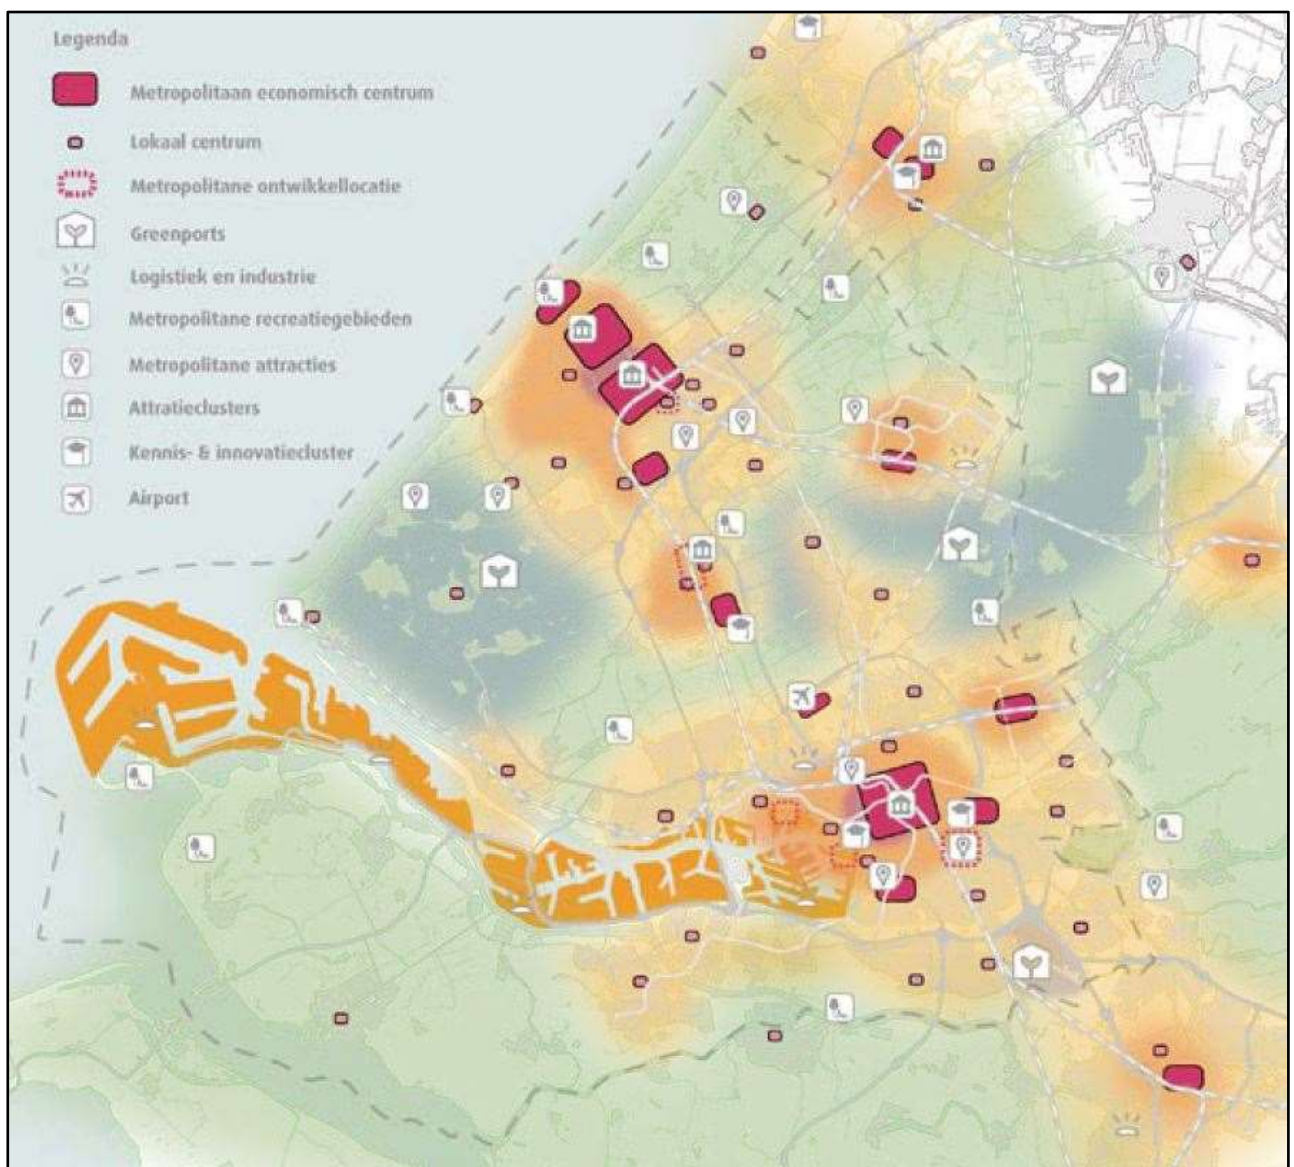 Legenda
Metropolitaan economisch centrum
Lokaal centrum
Metropolitane ontwikkellocatie
Greenports
Logistiek en industrie
Metropolitane recreatiegebieden
Metropolitane attracties
Attratieclusters
Kennis- & innovatiecluster
Airport